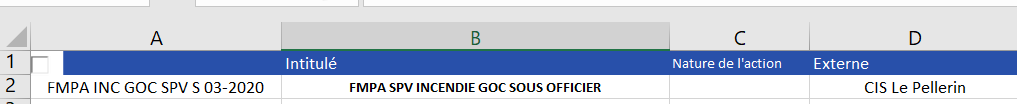 A B C D
1 Intitulé Nature de l'action Externe
2 FMPA INC GOC SPV S 03-2020 FMPA SPV INCENDIE GOC SOUS OFFICIER CIS Le Pellerin